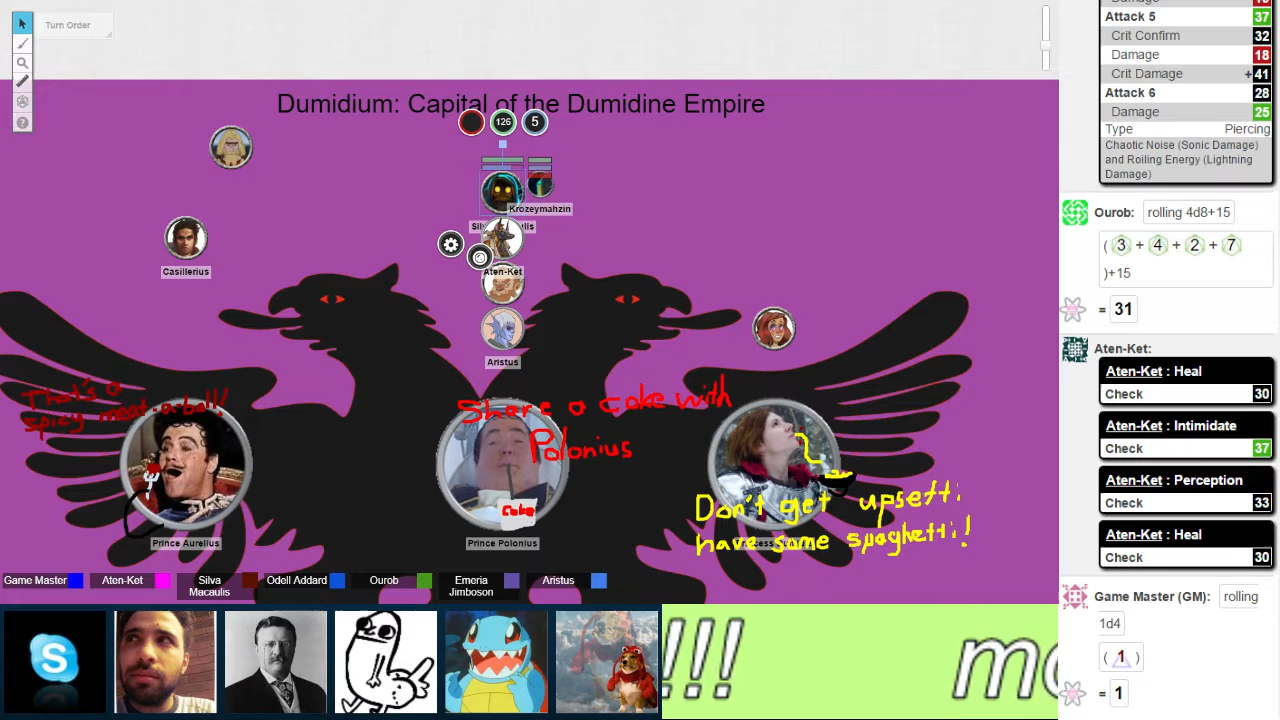 Turn Order
Dumidium: Capital of the Dumidine Empire
126
5
Krozeymahzin
Casillerius
Aten-Ket
Aristus
That's a
spicy meat-a-ball!
Share a coke with
Polonius
Coke
Don't get upsetti
have some spaghetti!
Prince Aurelius
Prince Polonius
Game Master
Aten-Ket
Silva
Macaulis
Odell Addard
Ourob
Emeria
Jimboson
Aristus
S
!!!
Attack 5
37
Crit Confirm
32
Damage
18
Crit Damage
+41
Attack 6
28
Damage
25
Type
Piercing
Chaotic Noise (Sonic Damage)
and Roiling Energy (Lightning
Damage)
Ourob: rolling 4d8+15
( 3 + 4 + 2 + 7
)+15
= 31
Aten-Ket:
Aten-Ket : Heal
Check 30
Aten-Ket : Intimidate
Check 37
Aten-Ket : Perception
Check 33
Aten-Ket : Heal
Check 30
Game Master (GM): rolling
1d4
( 1 )
= 1